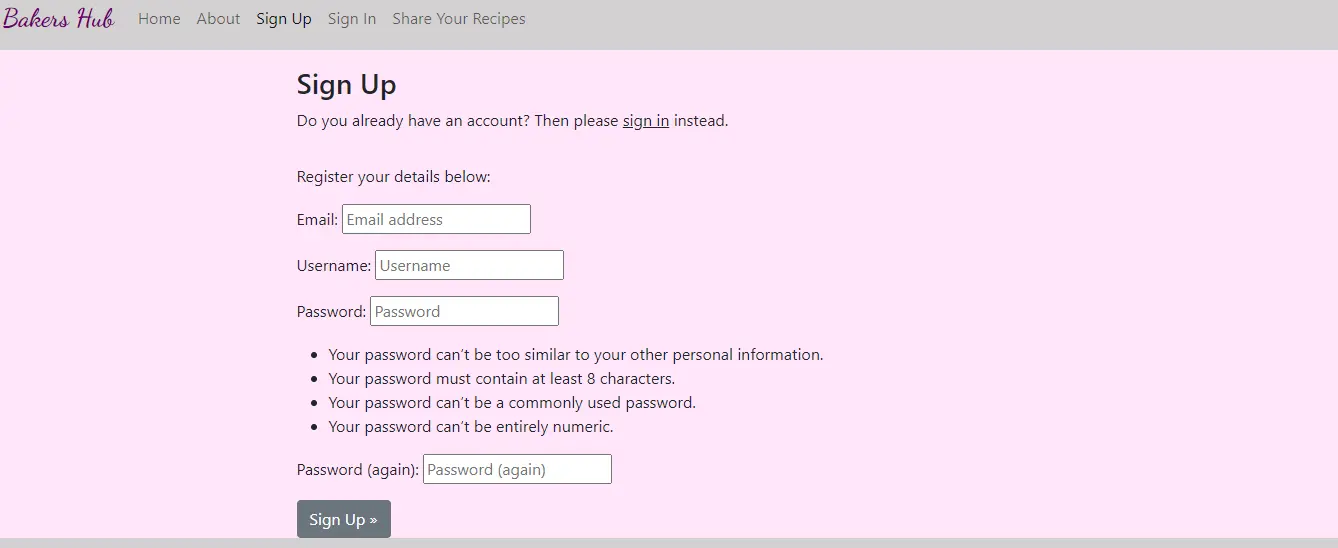 Bakers Hub Home About Sign Up Sign In Share Your Recipes
Sign Up
Do you already have an account? Then please sign in instead.
Register your details below:
Email: Email address
Username: Username
Password: Password
• Your password can't be too similar to your other personal information.
• Your password must contain at least 8 characters.
• Your password can't be a commonly used password.
• Your password can't be entirely numeric.
Password (again): Password (again)
Sign Up »